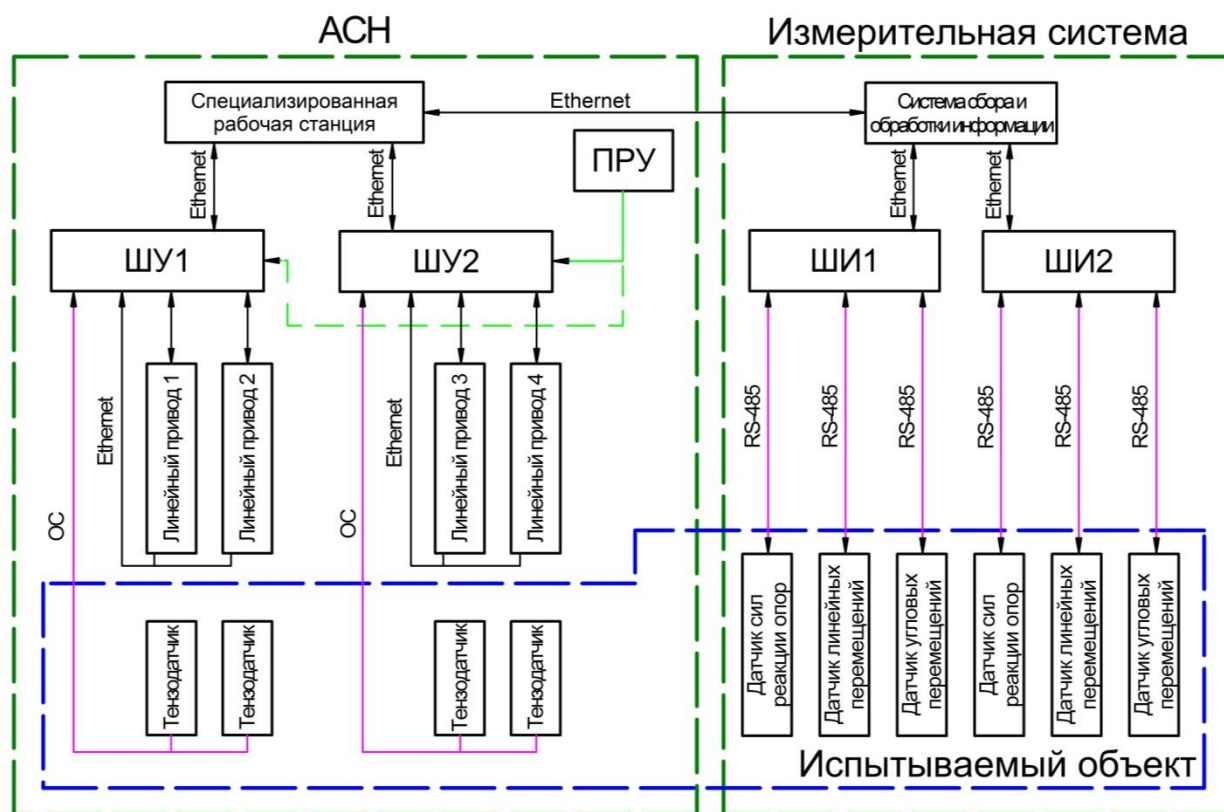 АСН
Измерительная система
Специализированная
рабочая станция
Ethernet
Система сбора и
обработки информации
ПРУ
Ethernet
Ethernet
Ethernet
Ethernet
ШУ1
ШУ2
ШИ1
ШИ2
Линейный привод 1
Линейный привод 2
Линейный привод 3
Линейный привод 4
Ethernet
Ethernet
RS-485
RS-485
RS-485
RS-485
RS-485
RS-485
ОС
ОС
Тензодатчик
Тензодатчик
Тензодатчик
Тензодатчик
Датчик сил
реакции опор
Датчик линейных
перемещений
Датчик угловых
перемещений
Датчик сил
реакции опор
Датчик линейных
перемещений
Датчик угловых
перемещений
Испытываемый объект